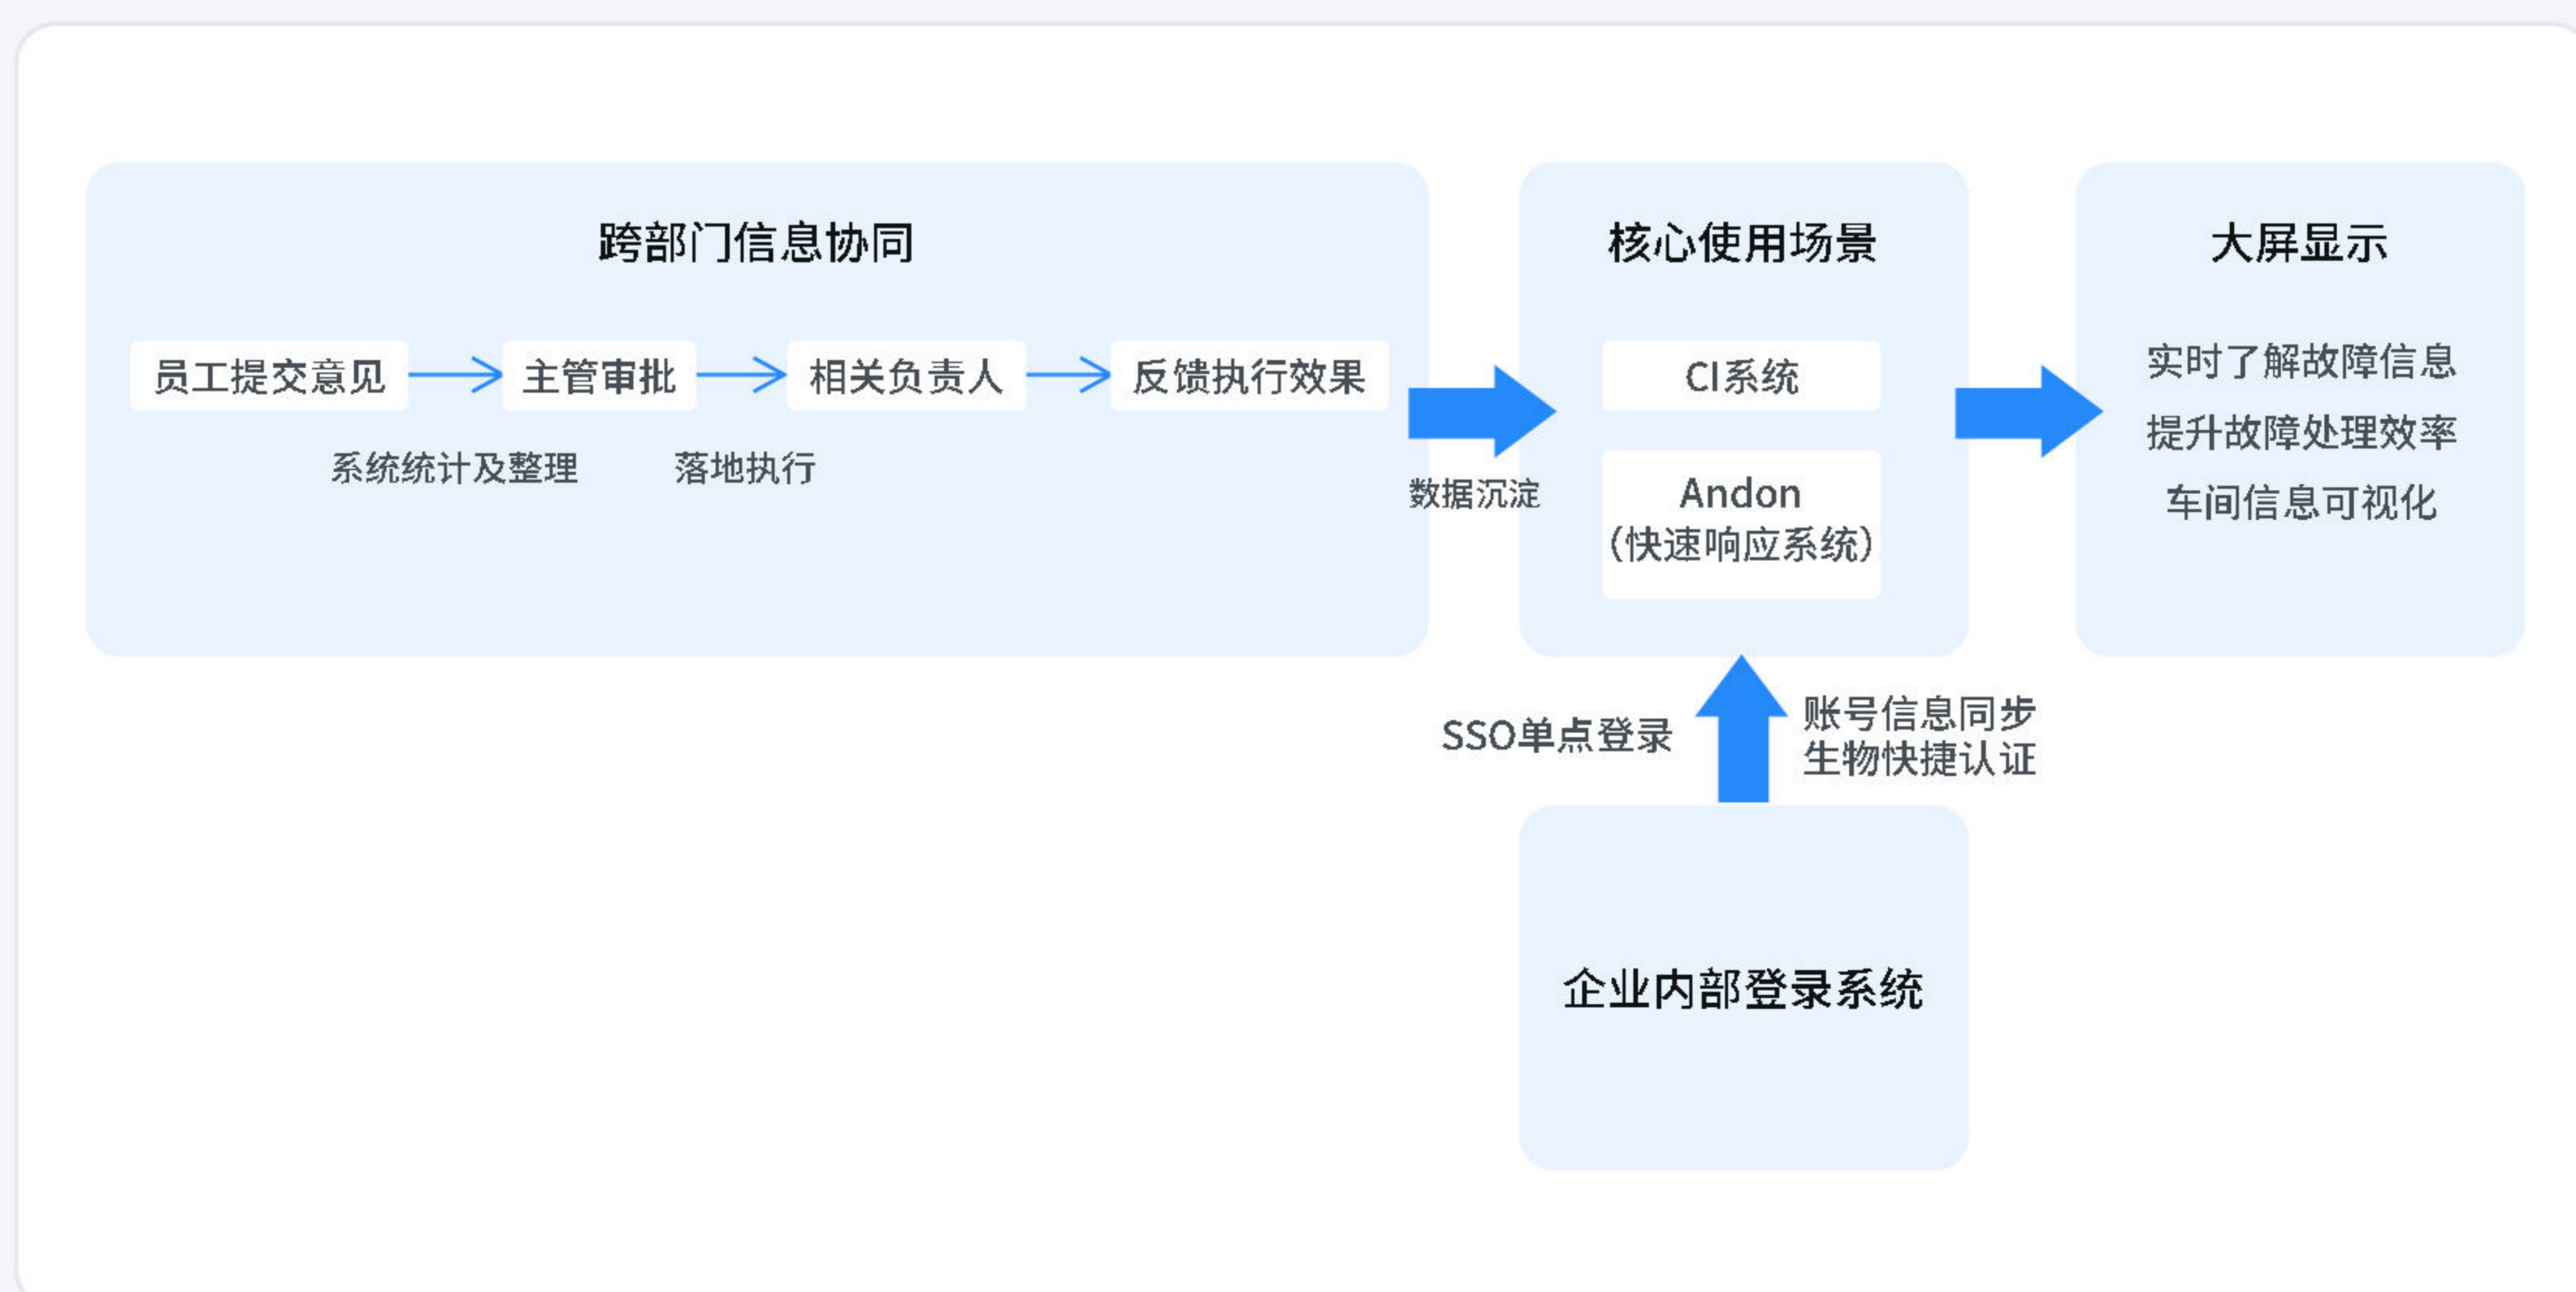 跨部门信息协同
员工提交意见
主管审批
相关负责人
反馈执行效果
系统统计及整理
落地执行
数据沉淀
核心使用场景
CI系统
Andon
（快速响应系统）
大屏显示
实时了解故障信息
提升故障处理效率
车间信息可视化
SSO单点登录
账号信息同步
生物快捷认证
企业内部登录系统